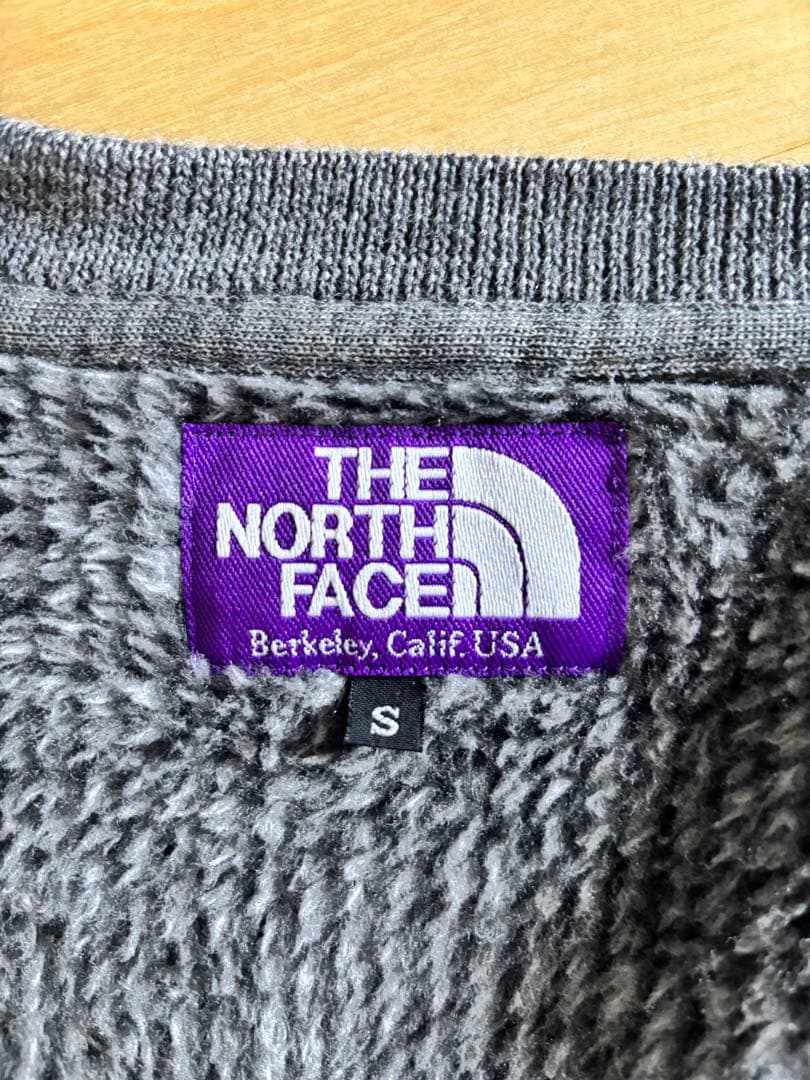 THE
NORTH
FACE
Berkeley, Calif. USA
S